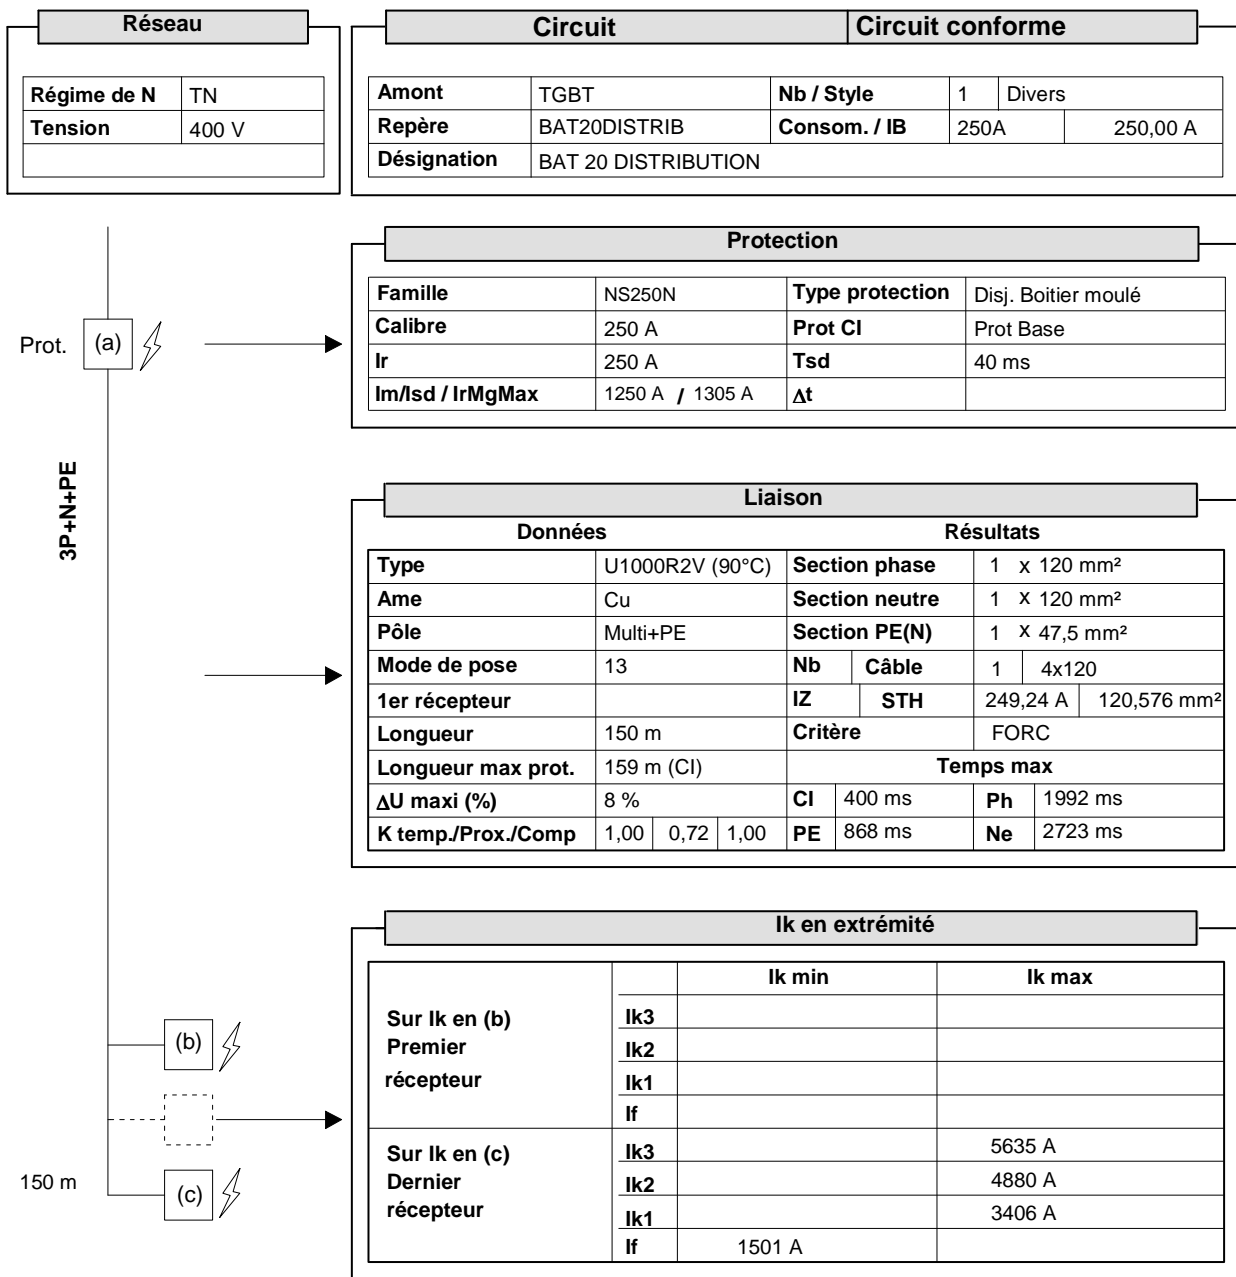 Réseau
Régime de N TN
Tension 400 V
Circuit Circuit conforme
Amont TGBT Nb / Style 1 Divers
Repère BAT20DISTRIB Consom. / IB 250A 250,00 A
Désignation BAT 20 DISTRIBUTION
Protection
Famille NS250N Type protection Disj. Boitier moulé
Calibre 250 A Prot CI Prot Base
Ir 250 A Tsd 40 ms
Im/Isd / IrMgMax 1250 A / 1305 A Δt
Prot. (a)
3P+N+PE
Liaison
Données Résultats
Type U1000R2V (90°C) Section phase 1 x 120 mm²
Ame Cu Section neutre 1 x 120 mm²
Pôle Multi+PE Section PE(N) 1 x 47,5 mm²
Mode de pose 13 Nb Câble 1 4x120
1er récepteur IZ STH 249,24 A 120,576 mm²
Longueur 150 m Critère FORC
Longueur max prot. 159 m (CI) Temps max
ΔU maxi (%) 8 % CI 400 ms Ph 1992 ms
K temp./Prox./Comp 1,00 0,72 1,00 PE 868 ms Ne 2723 ms
Ik en extrémité
Ik min Ik max
Sur Ik en (b) Ik3
Premier Ik2
récepteur Ik1
If
(b)
Sur Ik en (c) Ik3 5635 A
Dernier Ik2 4880 A
récepteur Ik1 3406 A
If 1501 A
150 m (c)